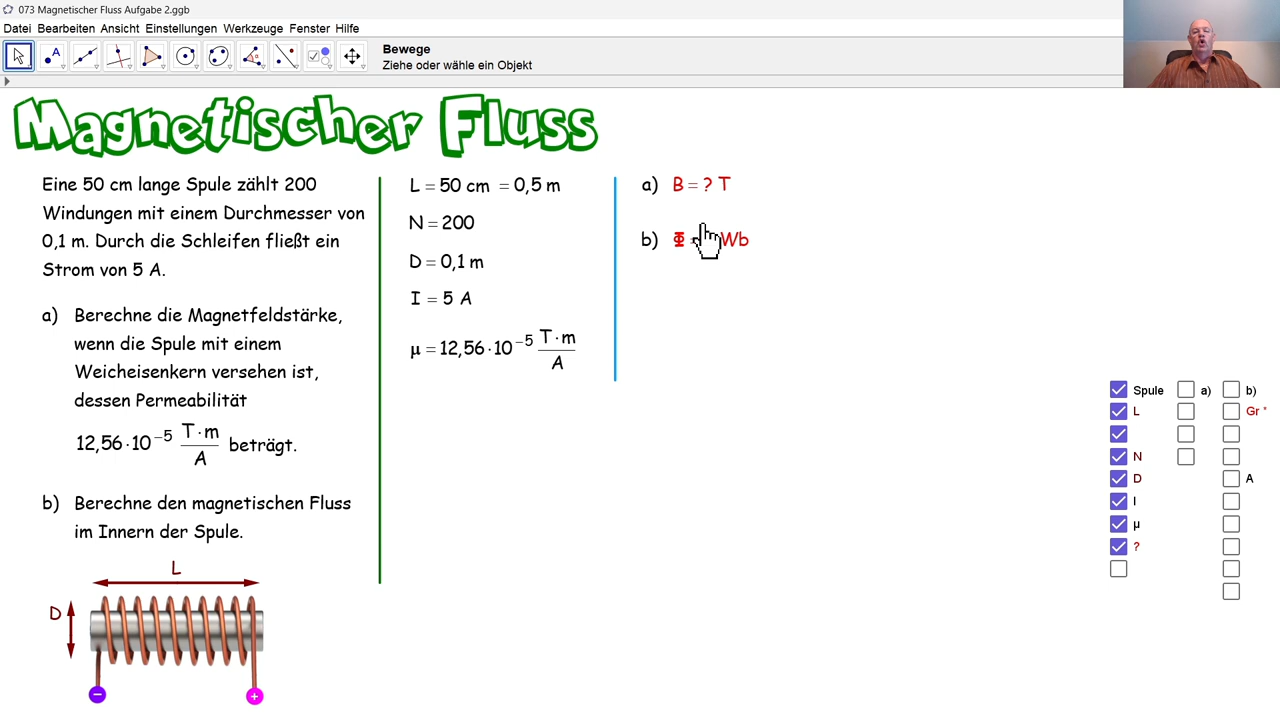 073 Magnetischer Fluss Aufgabe 2.ggb
Datei Bearbeiten Ansicht Einstellungen Werkzeuge Fenster Hilfe
Bewege
Ziehe oder wähle ein Objekt
Magnetischer Fluss
Eine 50 cm lange Spule zählt 200
Windungen mit einem Durchmesser von
0,1 m. Durch die Schleifen fließt ein
Strom von 5 A.
a) Berechne die Magnetfeldstärke,
wenn die Spule mit einem
Weicheisenkern versehen ist,
dessen Permeabilität
12,56·10⁻⁵ T·m/A beträgt.
b) Berechne den magnetischen Fluss
im Innern der Spule.
L
D
−
+
L = 50 cm = 0,5 m
N = 200
D = 0,1 m
I = 5 A
μ = 12,56·10⁻⁵ T·m/A
a) B = ? T
b) Φ = Wb
Spule a) b)
L Gr *
N
D A
I
μ
?